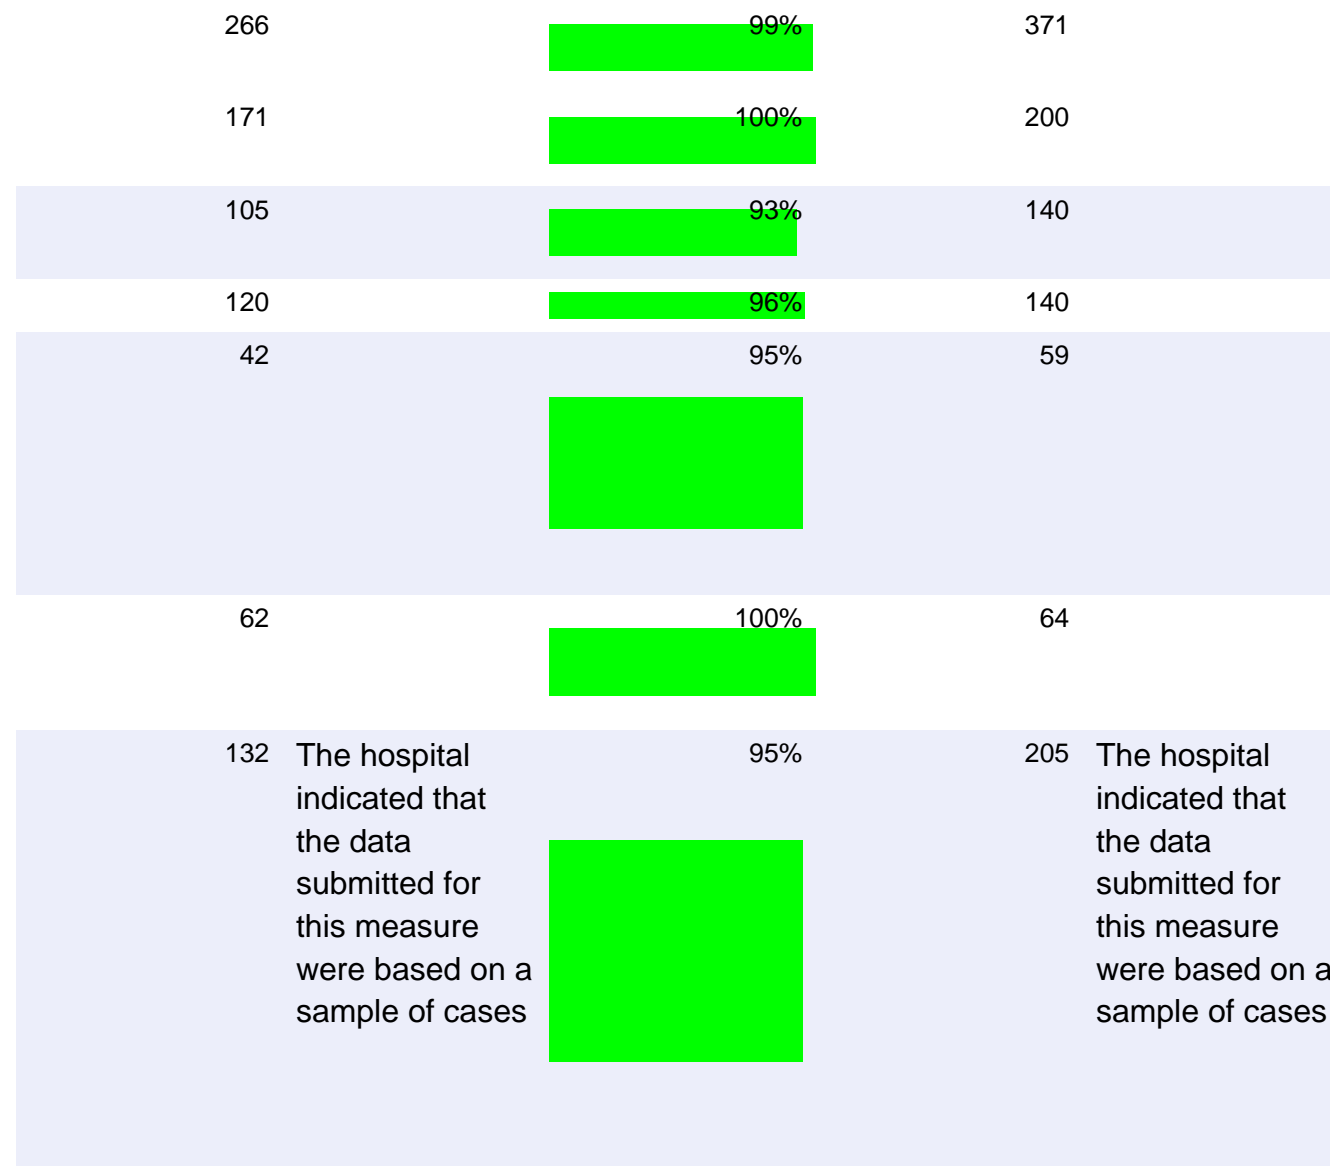 266 99% 371
171 100% 200
105 93% 140
120 96% 140
42 95% 59
62 100% 64
132 The hospital 95% 205 The hospital
indicated that indicated that
the data the data
submitted for submitted for
this measure this measure
were based on a were based on a
sample of cases sample of cases